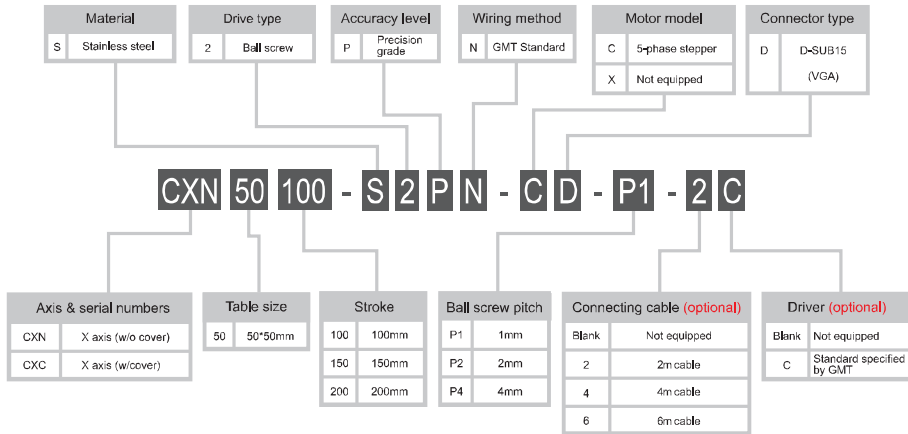 Material
S Stainless steel
Drive type
2 Ball screw
Accuracy level
P Precision
grade
Wiring method
N GMT Standard
Motor model
C 5-phase stepper
X Not equipped
Connector type
D D-SUB15
(VGA)
CXN 50 100 - S 2 P N - C D - P1 - 2 C
Axis & serial numbers
CXN X axis (w/o cover)
CXC X axis (w/cover)
Table size
50 50*50mm
Stroke
100 100mm
150 150mm
200 200mm
Ball screw pitch
P1 1mm
P2 2mm
P4 4mm
Connecting cable (optional)
Blank Not equipped
2 2m cable
4 4m cable
6 6m cable
Driver (optional)
Blank Not equipped
C Standard specified
by GMT